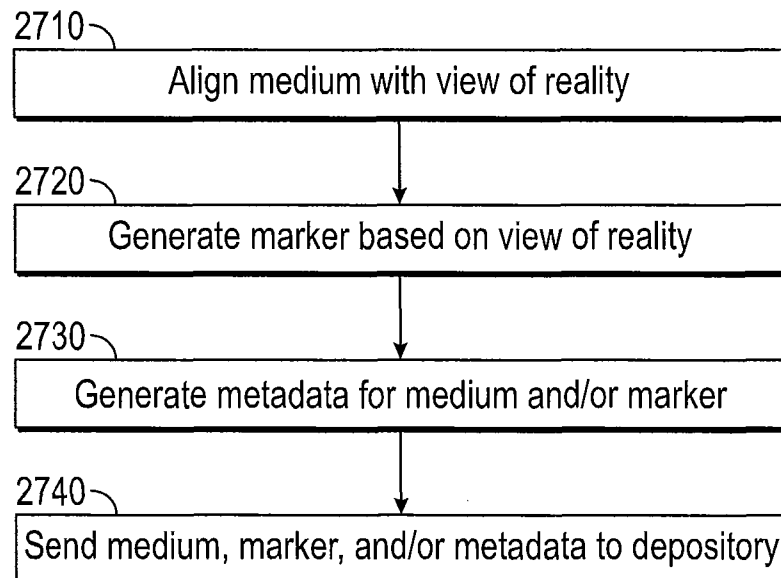 2710
Align medium with view of reality
2720
Generate marker based on view of reality
2730
Generate metadata for medium and/or marker
2740
Send medium, marker, and/or metadata to depository